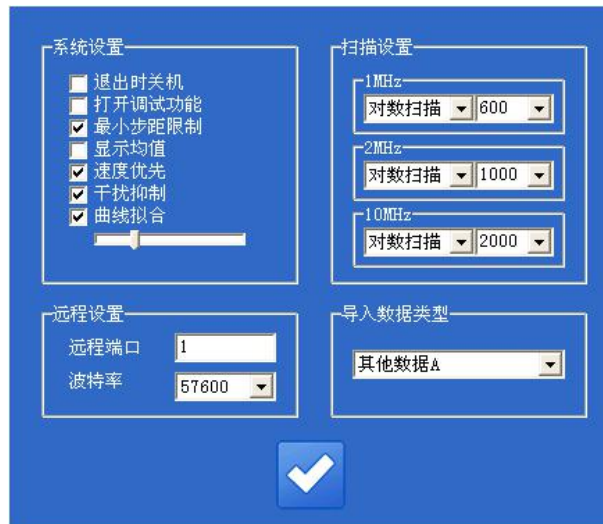 系统设置
退出时关机
打开调试功能
最小步距限制
显示均值
速度优先
干扰抑制
曲线拟合
扫描设置
1MHz
对数扫描 600
2MHz
对数扫描 1000
10MHz
对数扫描 2000
远程设置
远程端口 1
波特率 57600
导入数据类型
其他数据A